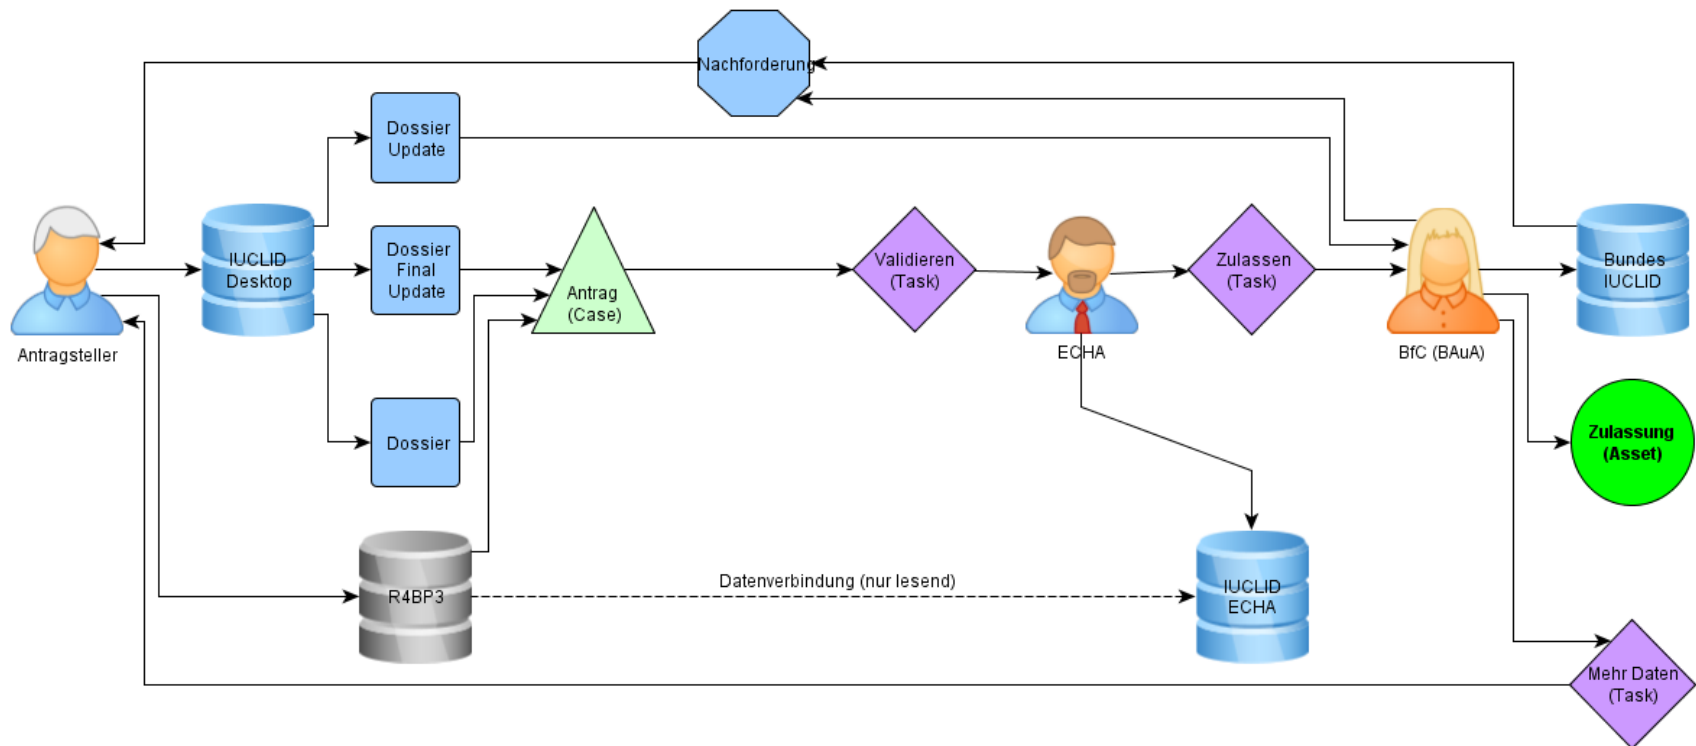 Nachforderung
Dossier
Update
IUCLID
Desktop
Dossier
Final
Update
Antrag
(Case)
Validieren
(Task)
Zulassen
(Task)
Bundes
IUCLID
Antragsteller
ECHA
BfC (BAuA)
Dossier
Zulassung
(Asset)
R4BP3
Datenverbindung (nur lesend)
IUCLID
ECHA
Mehr Daten
(Task)